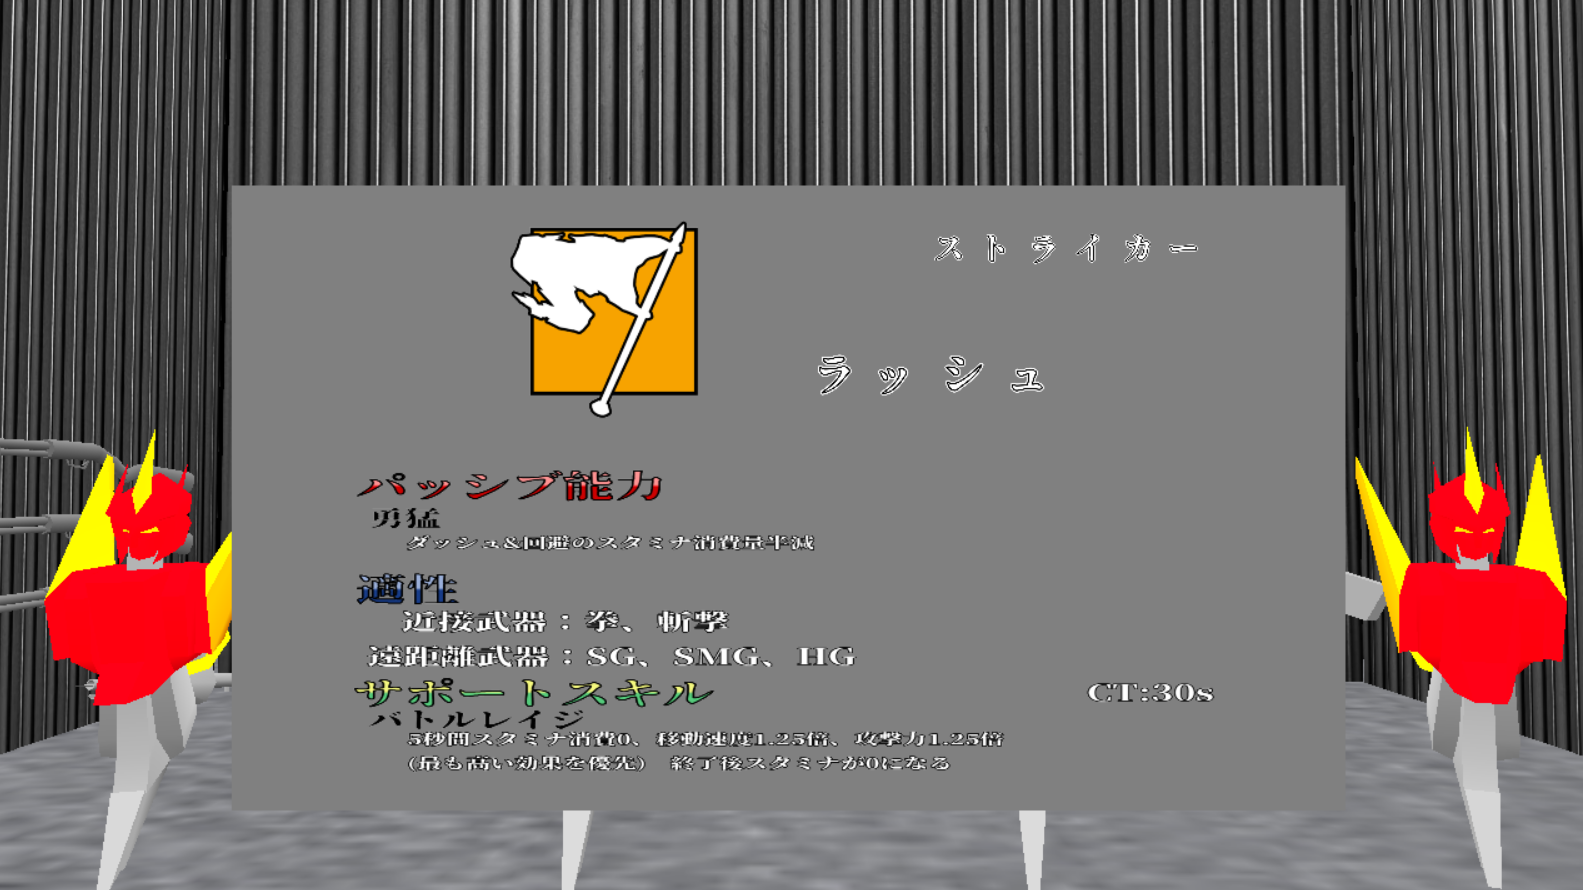 ストライカー
ラッシュ
パッシブ能力
勇猛
ダッシュ&回避のスタミナ消費量半減
適性
近接武器：拳、斬撃
遠距離武器：SG、SMG、HG
サポートスキル CT:30s
バトルレイジ
5秒間スタミナ消費0、移動速度1.25倍、攻撃力1.25倍
(最も高い効果を優先)　終了後スタミナが0になる